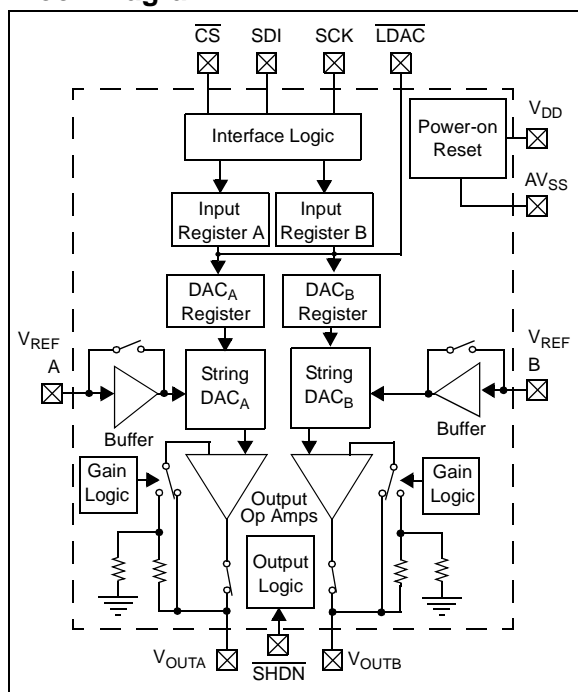 CS SDI SCK LDAC
Interface Logic
Power-on
Reset
VDD
AVSS
Input
Register A
Input
Register B
DACA
Register
DACB
Register
VREF
A
Buffer
String
DACA
String
DACB
VREF
B
Buffer
Gain
Logic
Output
Op Amps
Gain
Logic
Output
Logic
VOUTA
SHDN
VOUTB